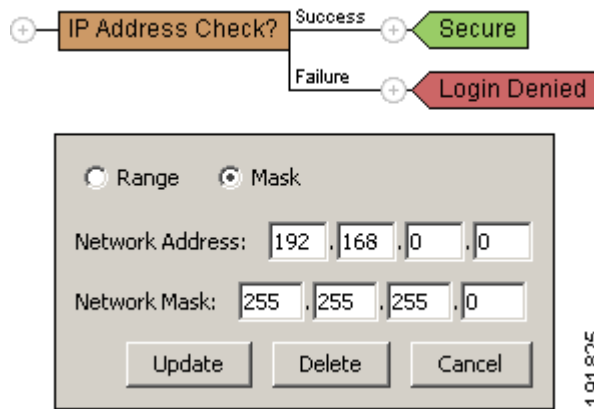 IP Address Check?
Success
Secure
Failure
Login Denied
Range Mask
Network Address: 192 . 168 . 0 . 0
Network Mask: 255 . 255 . 255 . 0
Update Delete Cancel
191825